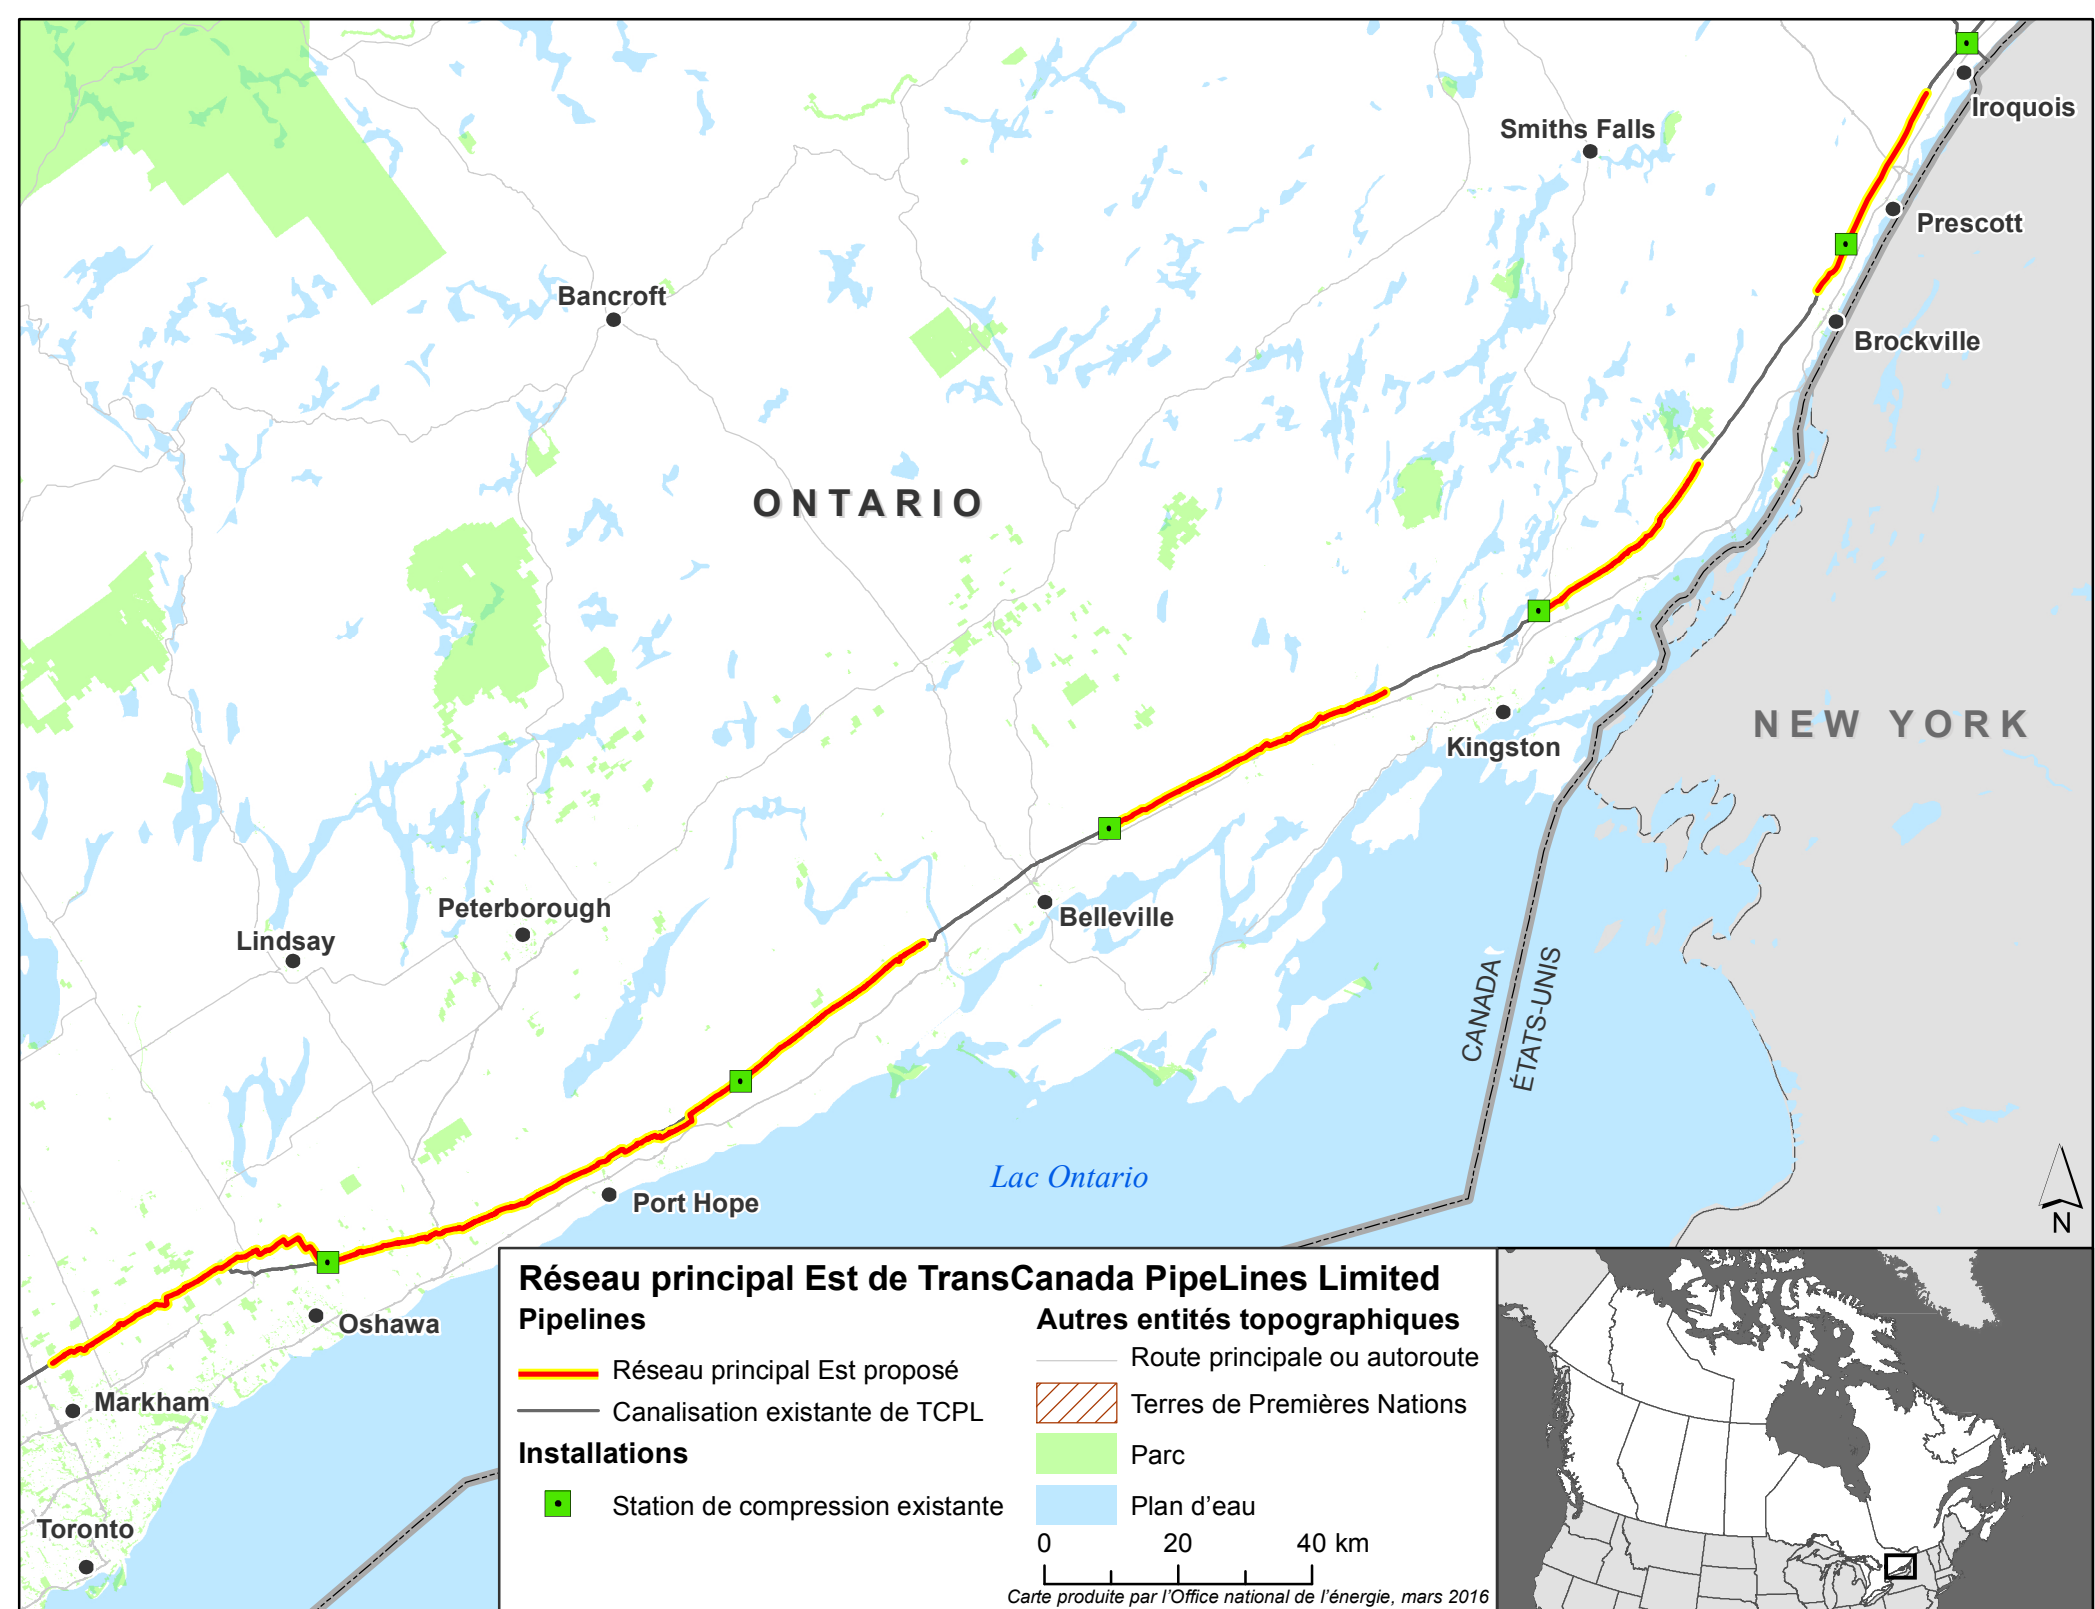 Iroquois
Smiths Falls
Prescott
Bancroft
Brockville
ONTARIO
NEW YORK
Kingston
Peterborough
Belleville
Lindsay
CANADA
ÉTATS-UNIS
Lac Ontario
Port Hope
N
Oshawa
Markham
Toronto
Réseau principal Est de TransCanada PipeLines Limited
Pipelines
Réseau principal Est proposé
Canalisation existante de TCPL
Installations
Station de compression existante
Autres entités topographiques
Route principale ou autoroute
Terres de Premières Nations
Parc
Plan d'eau
0 20 40 km
Carte produite par l'Office national de l'énergie, mars 2016